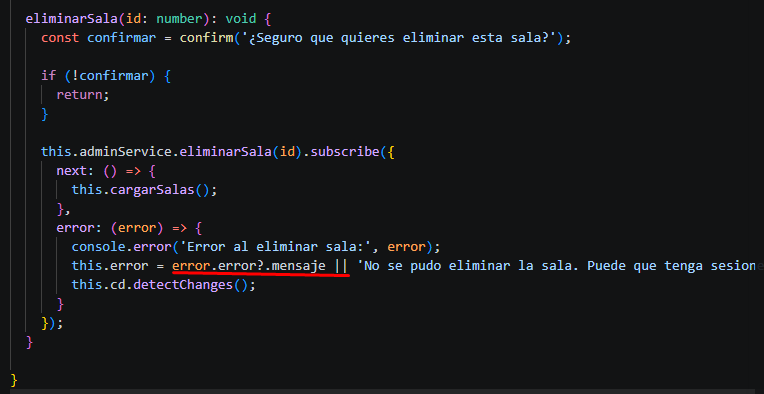 eliminarSala(id: number): void {
const confirmar = confirm('¿Seguro que quieres eliminar esta sala?');
if (!confirmar) {
return;
}
this.adminService.eliminarSala(id).subscribe({
next: () => {
this.cargarSalas();
},
error: (error) => {
console.error('Error al eliminar sala:', error);
this.error = error.error?.mensaje || 'No se pudo eliminar la sala. Puede que tenga sesione
this.cd.detectChanges();
}
});
}
}